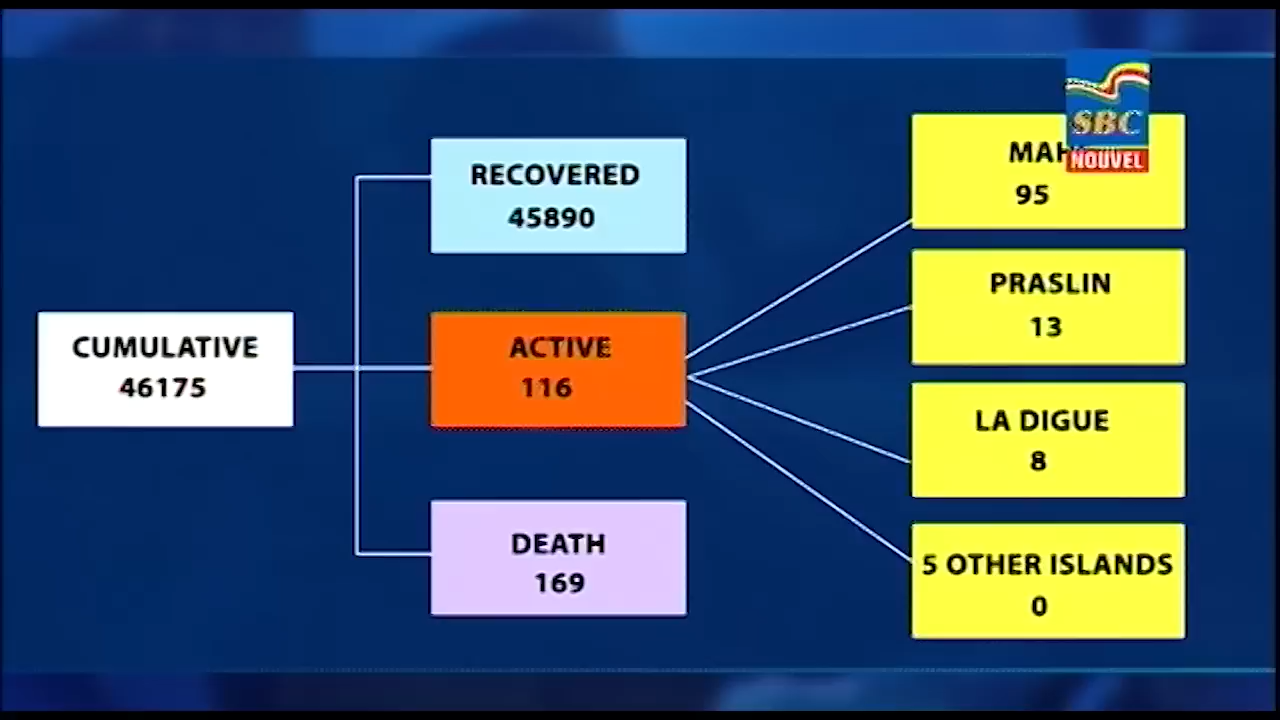 CUMULATIVE
46175
RECOVERED
45890
ACTIVE
116
DEATH
169
SBC
NOUVEL
95
PRASLIN
13
LA DIGUE
8
5 OTHER ISLANDS
0